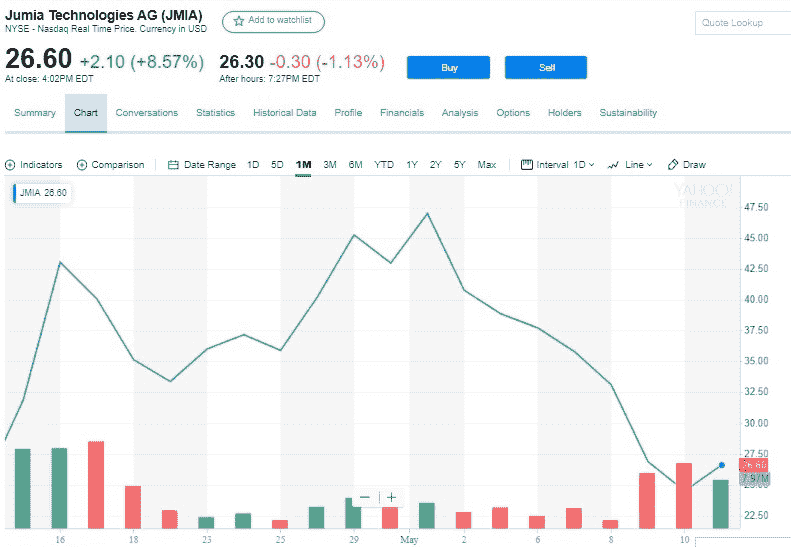 Jumia Technologies AG (JMIA)
NYSE - Nasdaq Real Time Price. Currency in USD
Add to watchlist
Quote Lookup
26.60 +2.10 (+8.57%)
At close: 4:02PM EDT
26.30 -0.30 (-1.13%)
After hours: 7:27PM EDT
Buy
Sell
Summary Chart Conversations Statistics Historical Data Profile Financials Analysis Options Holders Sustainability
Indicators Comparison Date Range 1D 5D 1M 3M 6M YTD 1Y 2Y 5Y Max Interval 1D Line Draw
JMIA 26.60
YAHOO!
FINANCE
47.50
45.00
42.50
40.00
37.50
35.00
32.50
30.00
27.50
26.60
7.97M
25.00
22.50
16 18 23 25 29 May 2 6 8 10